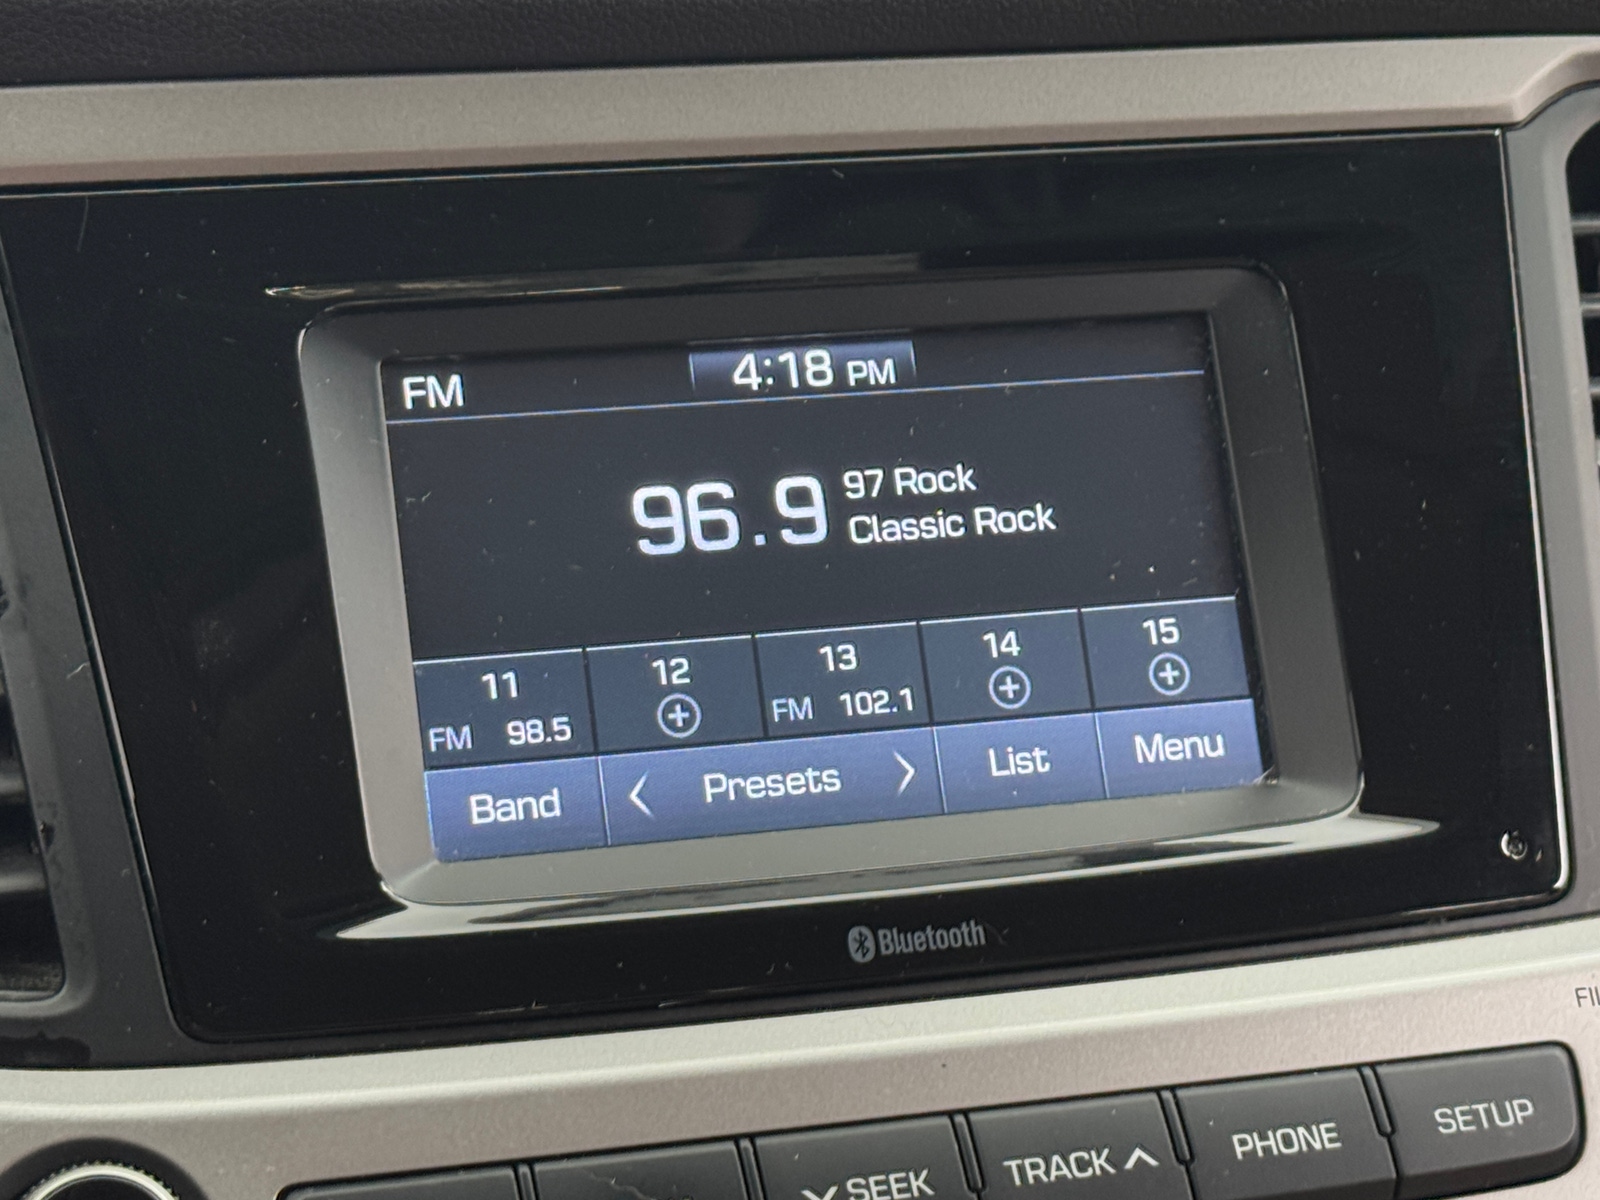 FM 4:18 PM
96.9 97 Rock
Classic Rock
11 12 13 14 15
FM 98.5 FM 102.1
Band < Presets > List Menu
Bluetooth
SEEK TRACK PHONE SETUP